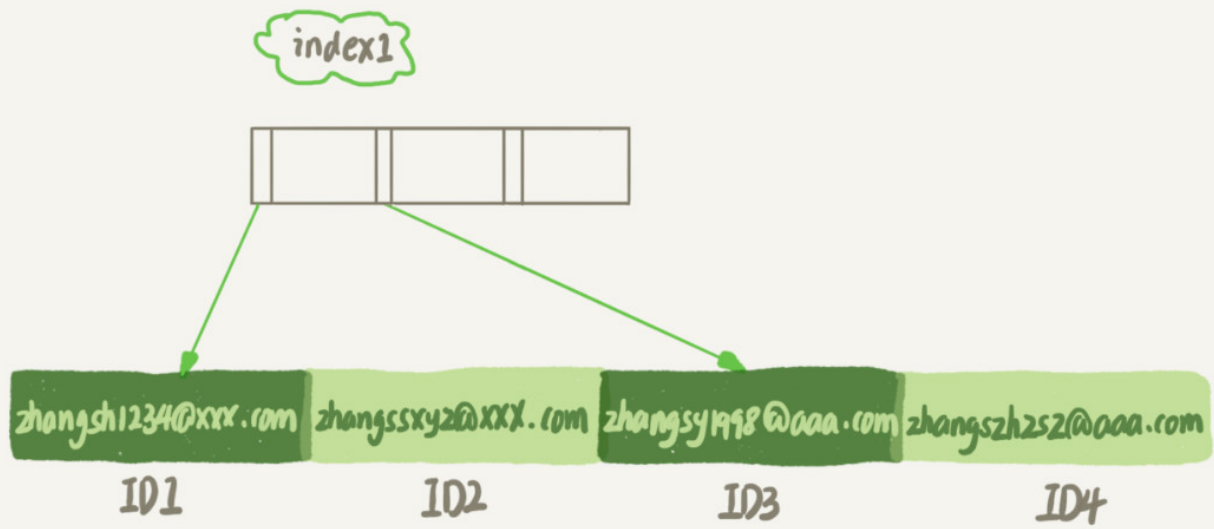 index1
zhangsh1234@xxx.com zhangssxyz@xxx.com zhangsy1998@aaa.com zhangszhzsz@aaa.com
ID1 ID2 ID3 ID4